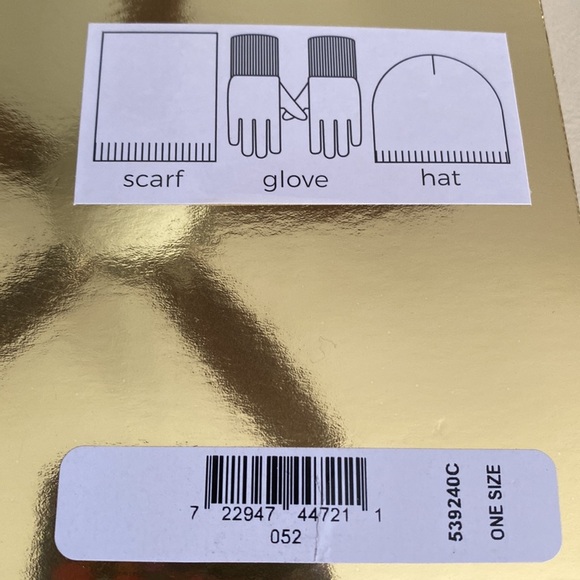 scarf glove hat
7 22947 44721 1
052
539240C
ONE SIZE